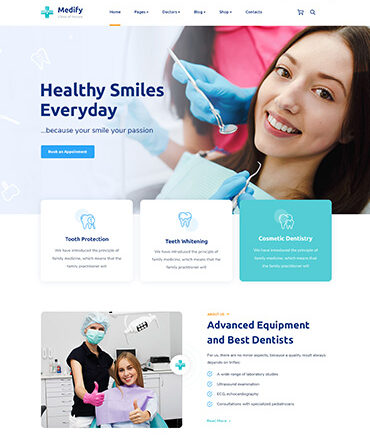 Medify
Home Pages Doctors Blog Shop Contacts
Healthy Smiles
Everyday
...because your smile your passion
Book an Appointment
Tooth Protection
We have introduced the principle of
family medicine, which means that the
family practitioner will
Teeth Whitening
We have introduced the principle of
family medicine, which means that the
family practitioner will
Cosmetic Dentistry
We have introduced the principle of
family medicine, which means that the
family practitioner will
ABOUT US
Advanced Equipment
and Best Dentists
For us, there are no minor aspects, because a quality result always
depends on trifles:
A wide range of laboratory studies
Ultrasound examination
ECG, echocardiography
Consultations with specialized pediatricians
Read More